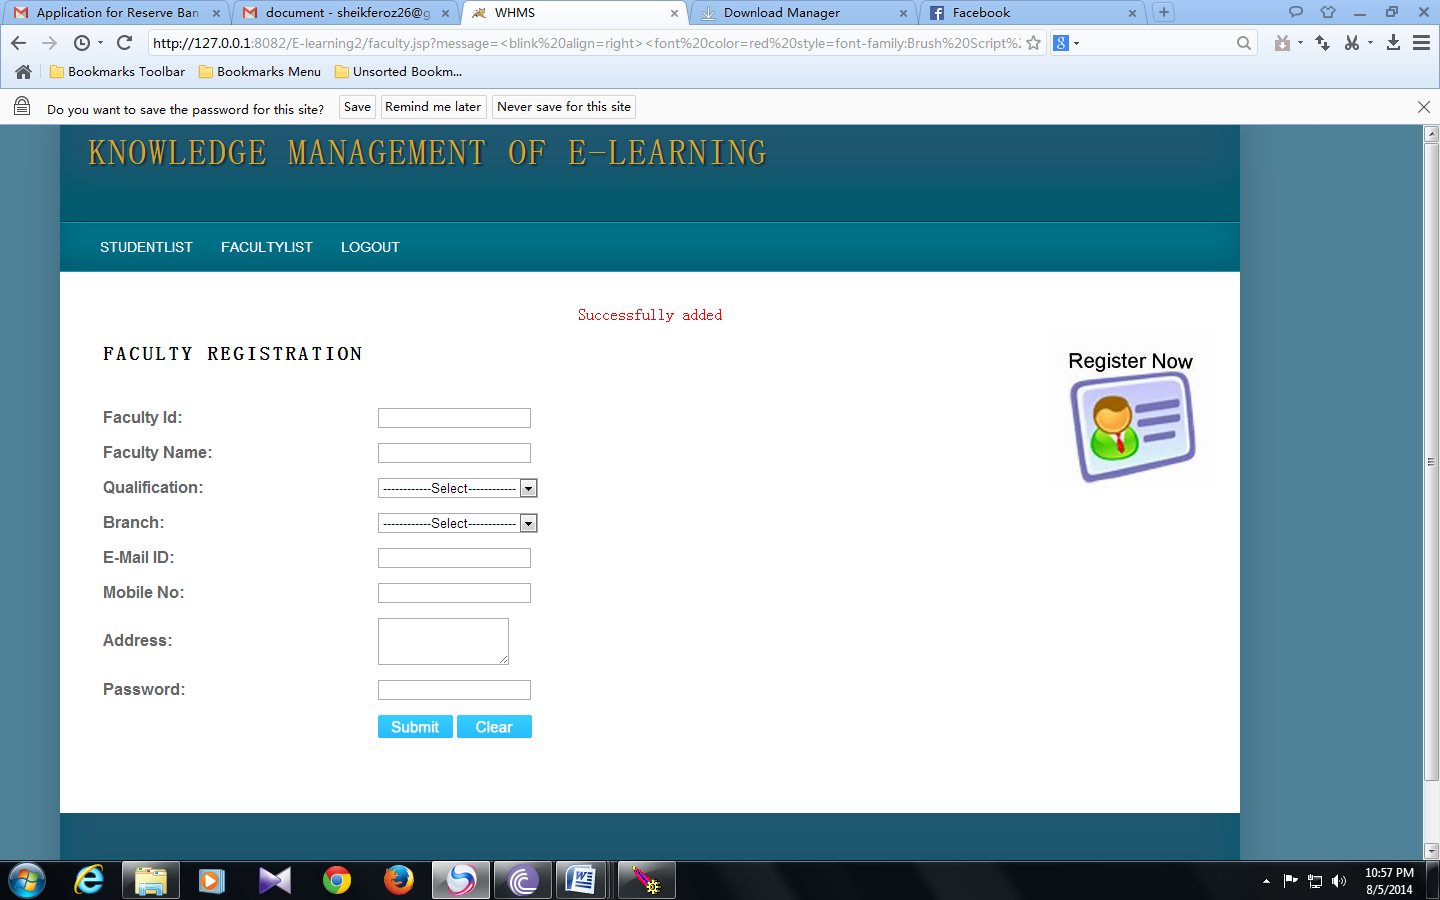 Application for Reserve Ban
document - sheikferoz26@g
WHMS
Download Manager
Facebook
http://127.0.0.1:8082/E-learning2/faculty.jsp?message=<blink%20align=right><font%20color=red%20style=font-family:Brush%20Script%2
Bookmarks Toolbar
Bookmarks Menu
Unsorted Bookm...
Do you want to save the password for this site?
Save
Remind me later
Never save for this site
KNOWLEDGE MANAGEMENT OF E-LEARNING
STUDENTLIST
FACULTYLIST
LOGOUT
Successfully added
FACULTY REGISTRATION
Register Now
Faculty Id:
Faculty Name:
Qualification:
------------Select------------
Branch:
------------Select------------
E-Mail ID:
Mobile No:
Address:
Password:
Submit
Clear
10:57 PM
8/5/2014